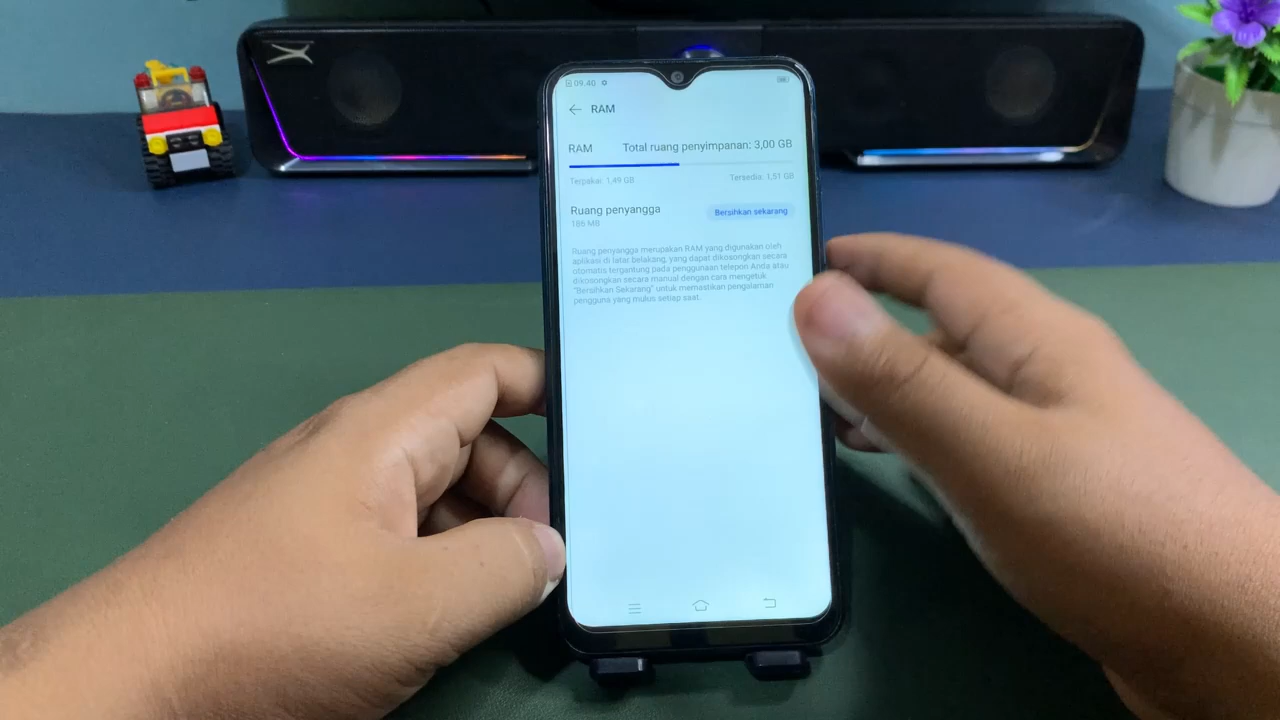 09.40
RAM
RAM Total ruang penyimpanan: 3,00 GB
Terpakai: 1,49 GB Tersedia: 1,51 GB
Ruang penyangga Bersihkan sekarang
186 MB
Ruang penyangga merupakan RAM yang digunakan oleh
aplikasi di latar belakang, yang dapat dikosongkan secara
otomatis tergantung pada penggunaan telepon Anda atau
dikosongkan secara manual dengan cara mengetuk
"Bersihkan Sekarang" untuk memastikan pengalaman
pengguna yang mulus setiap saat.